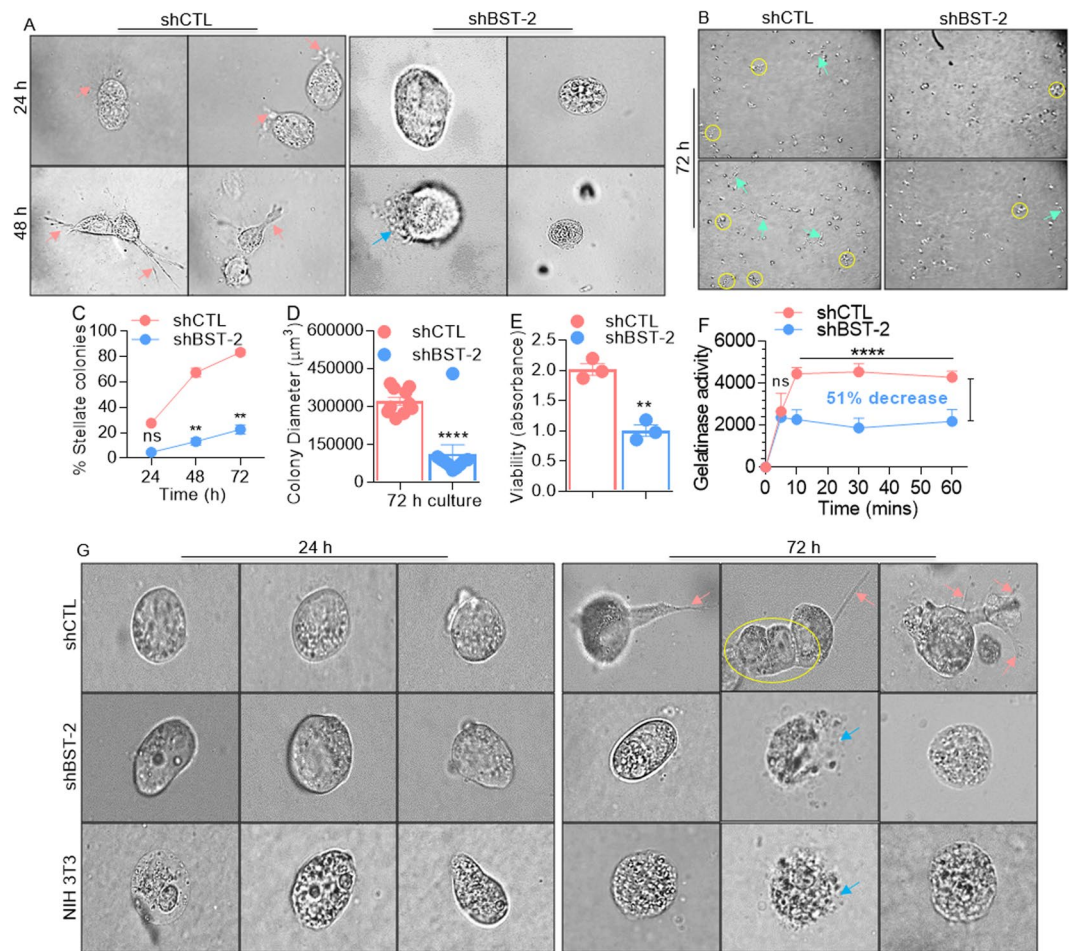 A
shCTL
shBST-2
24 h
48 h
B
shCTL
shBST-2
72 h
C
shCTL
shBST-2
% Stellate colonies
100
80
60
40
20
0
ns
**
**
24
48
72
Time (h)
D
shCTL
shBST-2
Colony Diameter (µm³)
600000
450000
300000
150000
0
****
72 h culture
E
shCTL
shBST-2
Viability (absorbance)
2.5
2.0
1.5
1.0
0.5
0.0
**
F
shCTL
shBST-2
Gelatinase activity
6000
4000
2000
0
ns
****
51% decrease
0 10 20 30 40 50 60
Time (mins)
G
24 h
72 h
shCTL
shBST-2
NIH 3T3